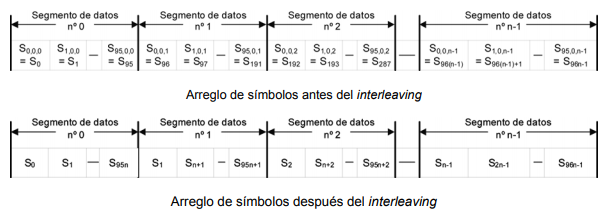 Segmento de datos Segmento de datos Segmento de datos Segmento de datos
nº 0 nº 1 nº 2 nº n-1
S0,0,0 S1,0,0 — S95,0,0 S0,0,1 S1,0,1 — S95,0,1 S0,0,2 S1,0,2 — S95,0,2 — S0,0,n-1 S1,0,n-1 — S95,0,n-1
= S0 = S1 = S95 = S96 = S97 = S191 = S192 = S193 = S287 = S96(n-1) = S96(n-1)+1 = S96n-1
Arreglo de símbolos antes del interleaving
Segmento de datos Segmento de datos Segmento de datos Segmento de datos
nº 0 nº 1 nº 2 nº n-1
S0 S1 — S95n S1 Sn+1 — S95n+1 S2 Sn+2 — S95n+2 — Sn-1 S2n-1 — S96n-1
Arreglo de símbolos después del interleaving